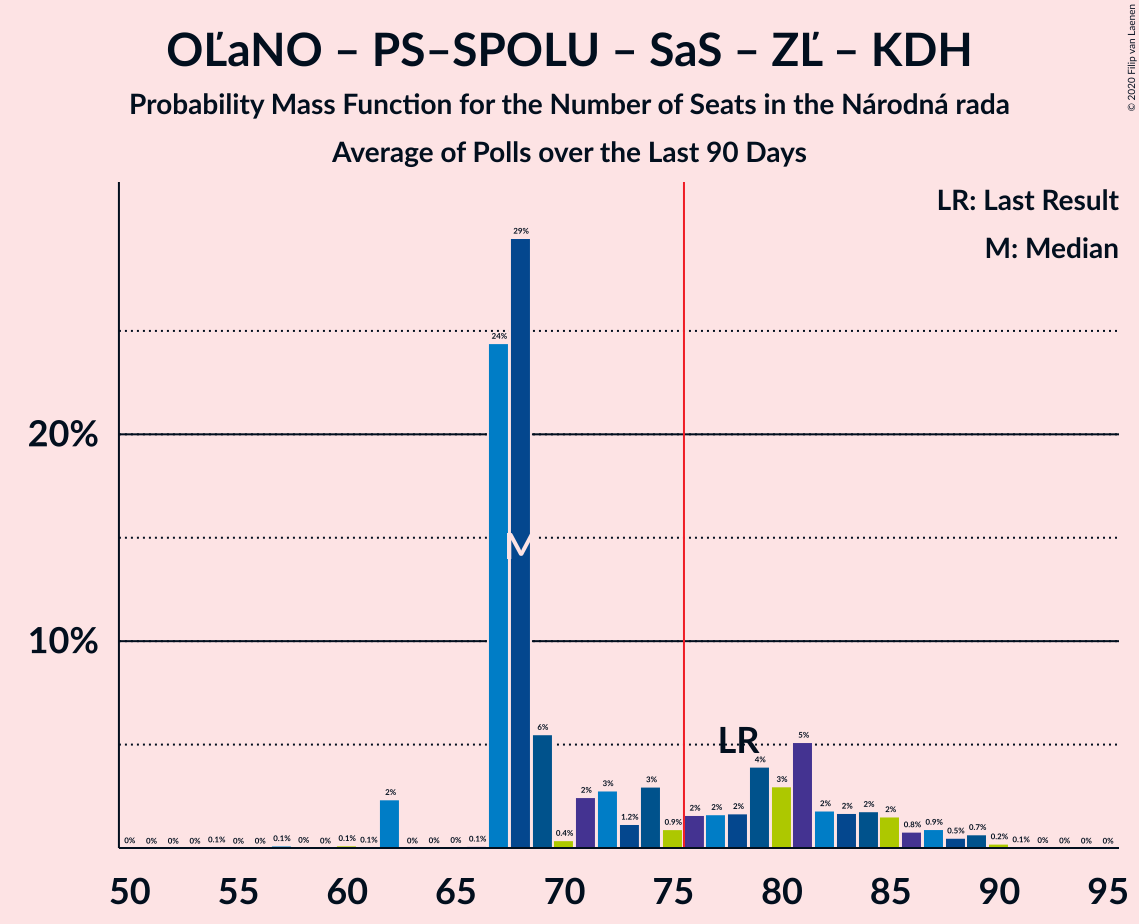 OĽaNO – PS–SPOLU – SaS – ZĽ – KDH
Probability Mass Function for the Number of Seats in the Národná rada
Average of Polls over the Last 90 Days
© 2020 Filip van Laenen
LR: Last Result
M: Median
20%
10%
0% 0% 0% 0% 0.1% 0% 0% 0.1% 0% 0% 0.1% 0.1% 2% 0% 0% 0% 0.1% 24% 29% 6% 0.4% 2% 3% 1.2% 3% 0.9% 2% 2% 2% 4% 3% 5% 2% 2% 2% 2% 0.8% 0.9% 0.5% 0.7% 0.2% 0.1% 0% 0% 0% 0%
M
LR
50 55 60 65 70 75 80 85 90 95